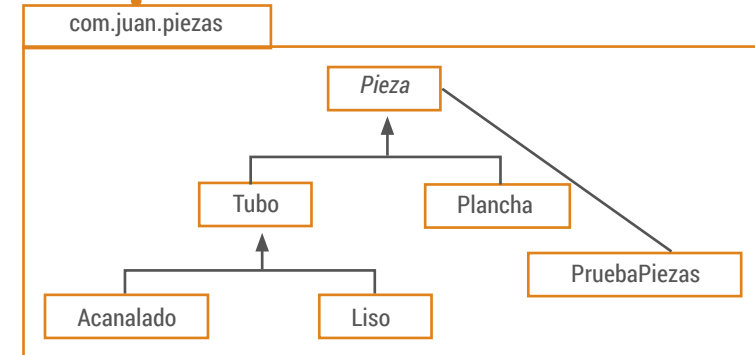 com.juan.piezas
Pieza
Tubo
Plancha
PruebaPiezas
Acanalado
Liso